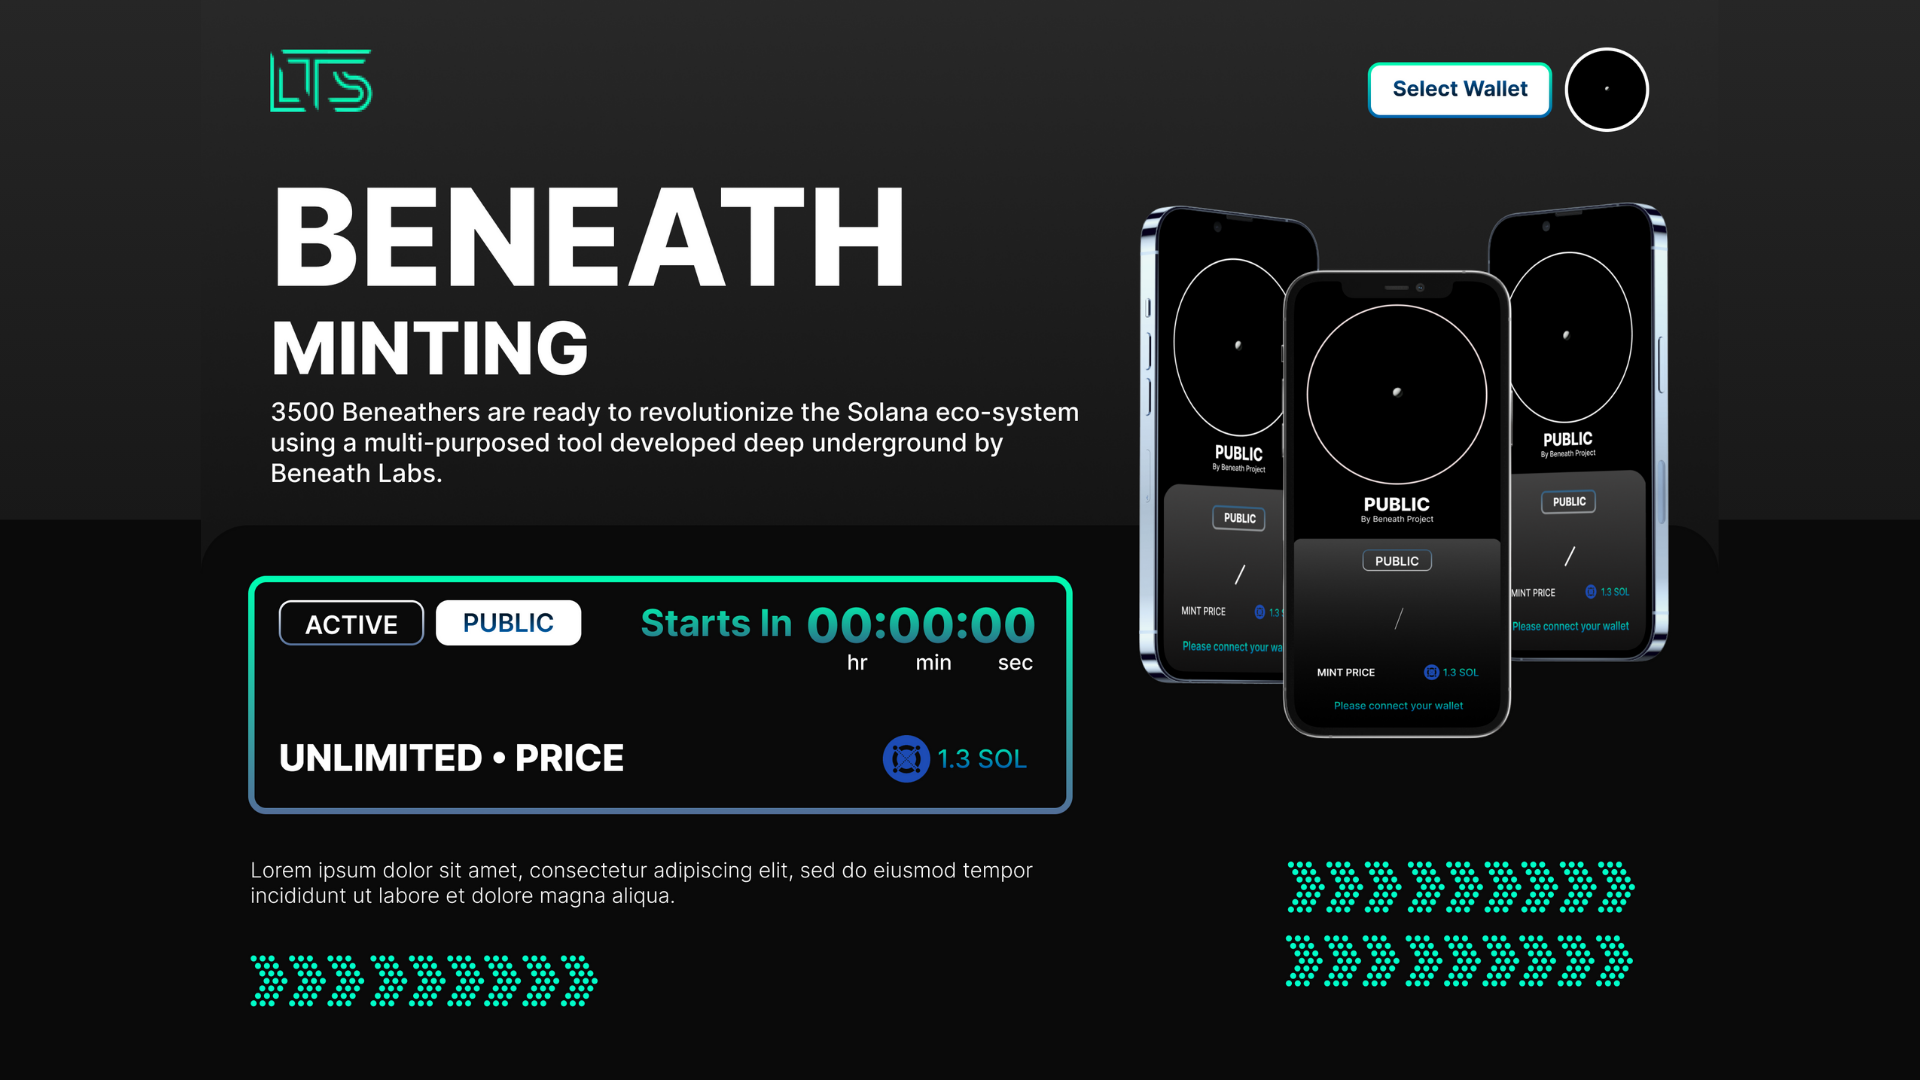 LTS
Select Wallet
BENEATH
MINTING
3500 Beneathers are ready to revolutionize the Solana eco-system
using a multi-purposed tool developed deep underground by
Beneath Labs.
ACTIVE
PUBLIC
Starts In 00:00:00
hr min sec
UNLIMITED • PRICE
1.3 SOL
Lorem ipsum dolor sit amet, consectetur adipiscing elit, sed do eiusmod tempor
incididunt ut labore et dolore magna aliqua.
PUBLIC
By Beneath Project
PUBLIC
/
MINT PRICE
1.3 S
Please connect your wa
PUBLIC
By Beneath Project
PUBLIC
/
MINT PRICE
1.3 SOL
Please connect your wallet
PUBLIC
By Beneath Project
PUBLIC
/
MINT PRICE
1.3 SOL
Please connect your wallet